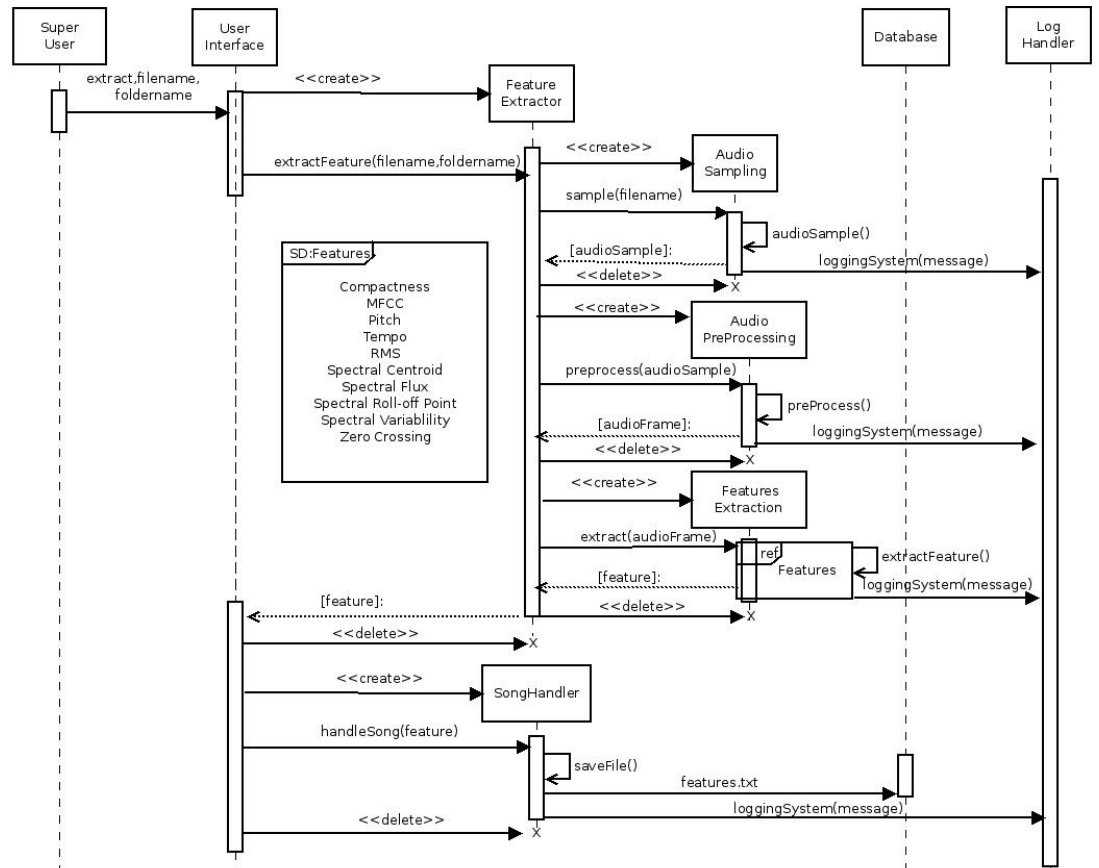 Super
User
User
Interface
Database
Log
Handler
extract,filename,
foldername
<<create>>
Feature
Extractor
extractFeature(filename,foldername)
<<create>>
Audio
Sampling
sample(filename)
audioSample()
[audioSample]:
loggingSystem(message)
<<delete>>
X
SD:Features
Compactness
MFCC
Pitch
Tempo
RMS
Spectral Centroid
Spectral Flux
Spectral Roll-off Point
Spectral Variablility
Zero Crossing
<<create>>
Audio
PreProcessing
preprocess(audioSample)
preProcess()
[audioFrame]:
loggingSystem(message)
<<delete>>
X
<<create>>
Features
Extraction
extract(audioFrame)
ref
Features
extractFeature()
[feature]:
loggingSystem(message)
<<delete>>
X
[feature]:
<<delete>>
X
<<create>>
SongHandler
handleSong(feature)
saveFile()
features.txt
loggingSystem(message)
<<delete>>
X